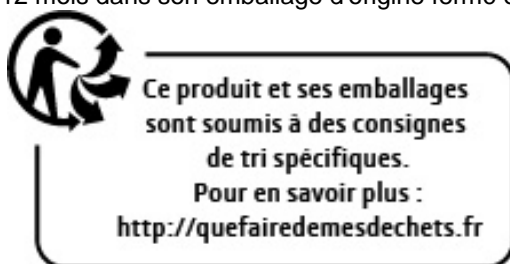 12 mois dans son emballage d'origine fermé
Ce produit et ses emballages
sont soumis à des consignes
de tri spécifiques.
Pour en savoir plus :
http://quefairedemesdechets.fr